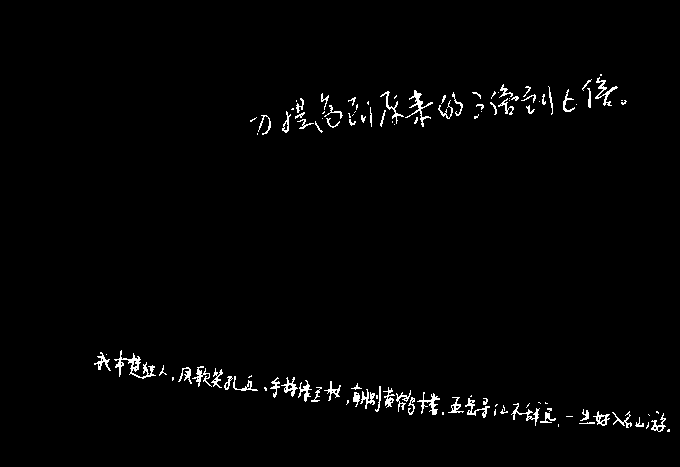 力提高到原来的三倍到七倍。
我本楚狂人，凤歌笑孔丘、手持绿玉杖，朝别黄鹤楼．五岳寻仙不辞远．一生好入名山游．